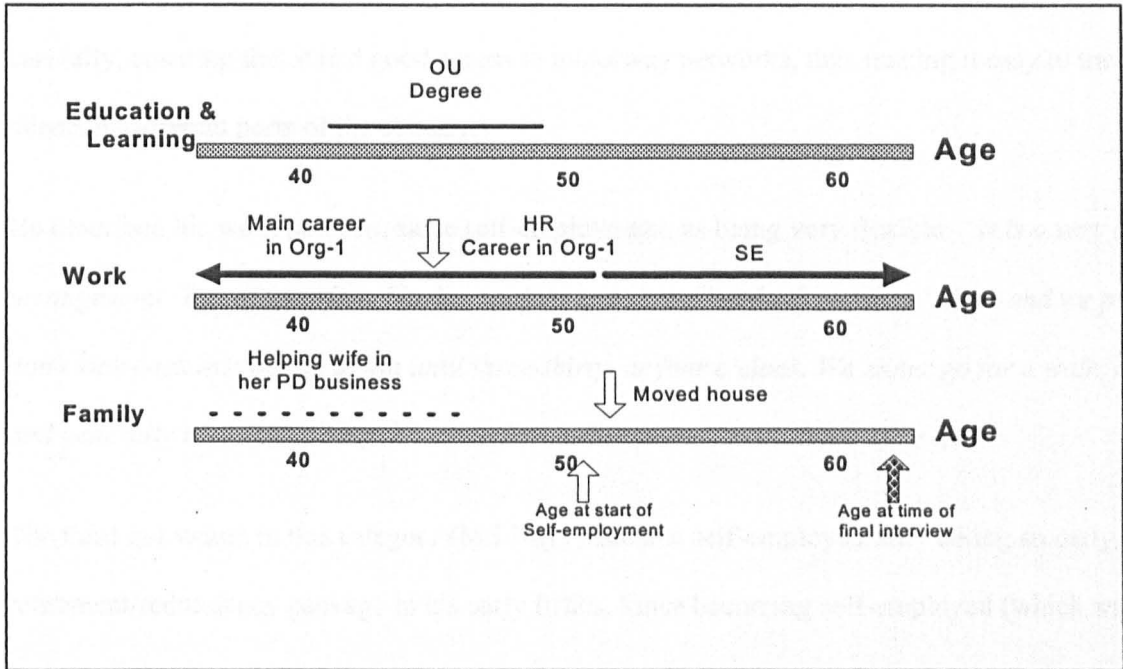 OU
Degree
Education &
Learning
Age
40
50
60
Main career
in Org-1
HR
Career in Org-1
SE
Work
Age
40
50
60
Helping wife in
her PD business
Moved house
Family
Age
40
50
60
Age at start of
Self-employment
Age at time of
final interview